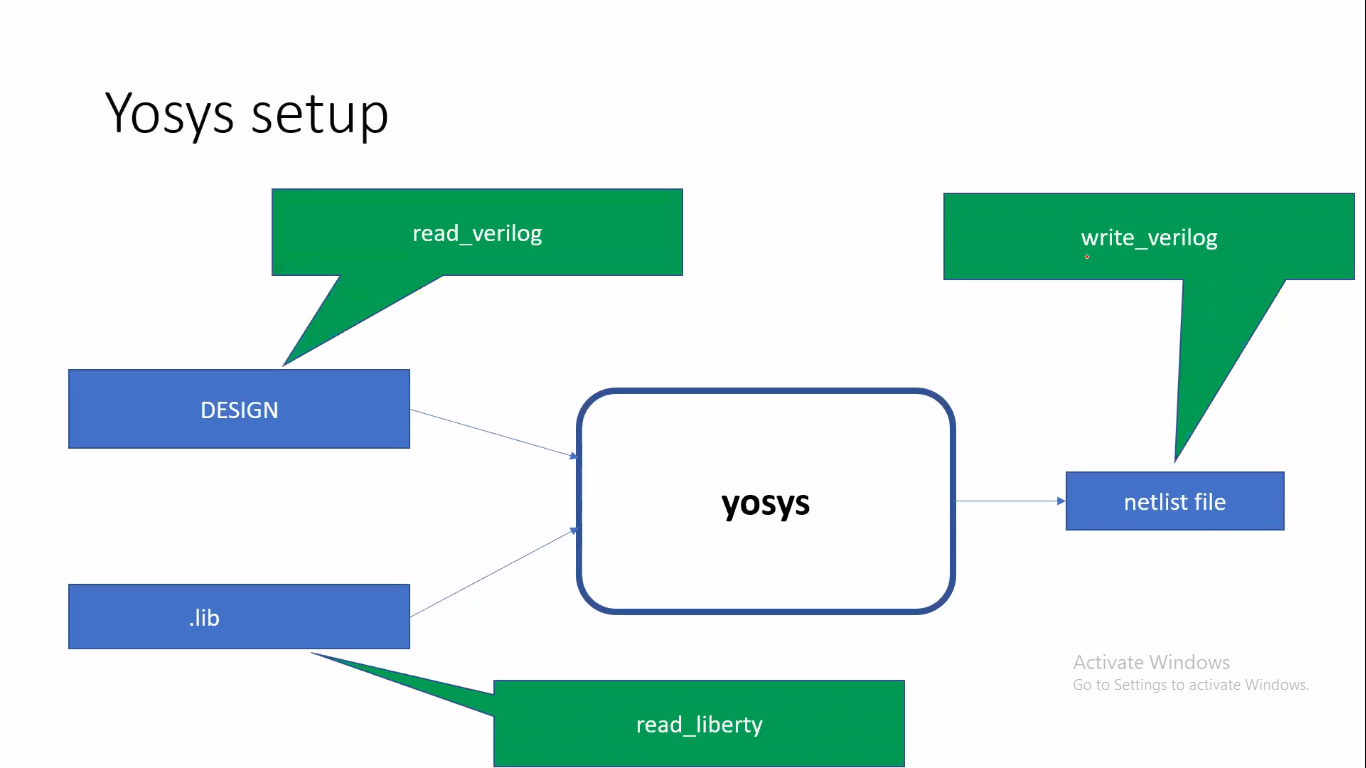 Yosys setup
read_verilog
write_verilog
DESIGN
yosys
netlist file
.lib
Activate Windows
Go to Settings to activate Windows.
read_liberty